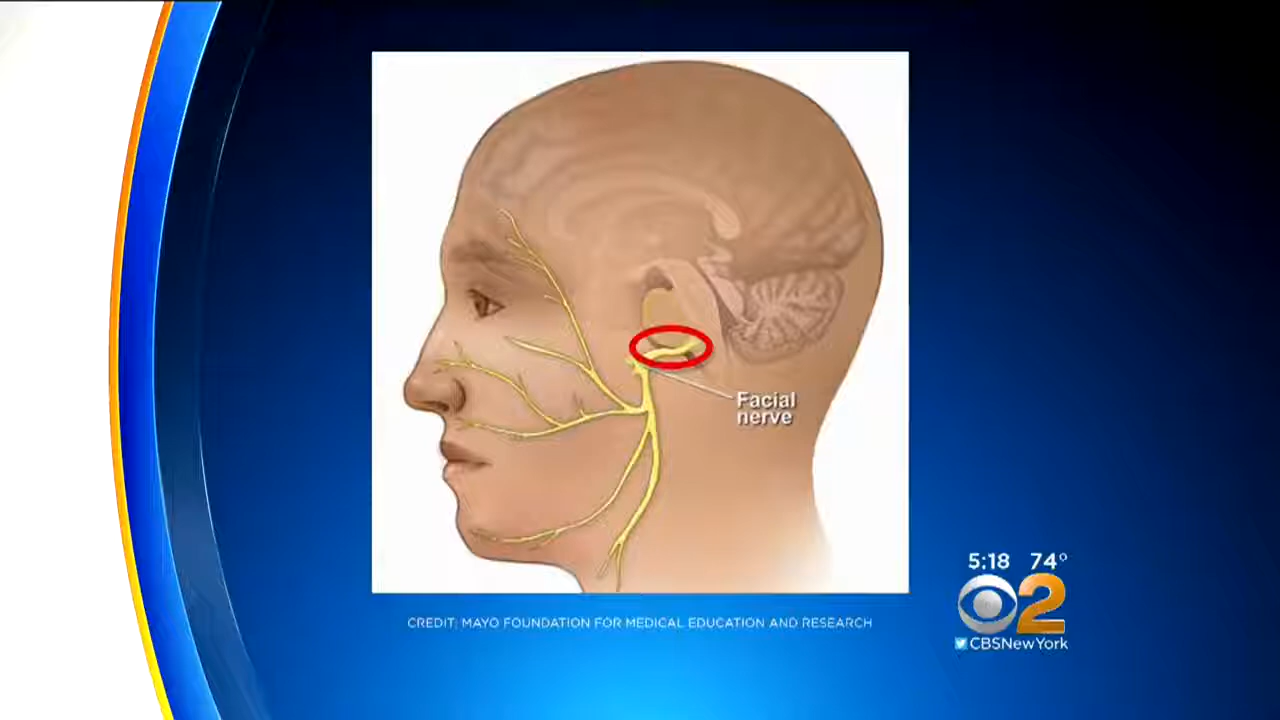 Facial
nerve
5:18 74°
2
CBSNewYork
CREDIT: MAYO FOUNDATION FOR MEDICAL EDUCATION AND RESEARCH